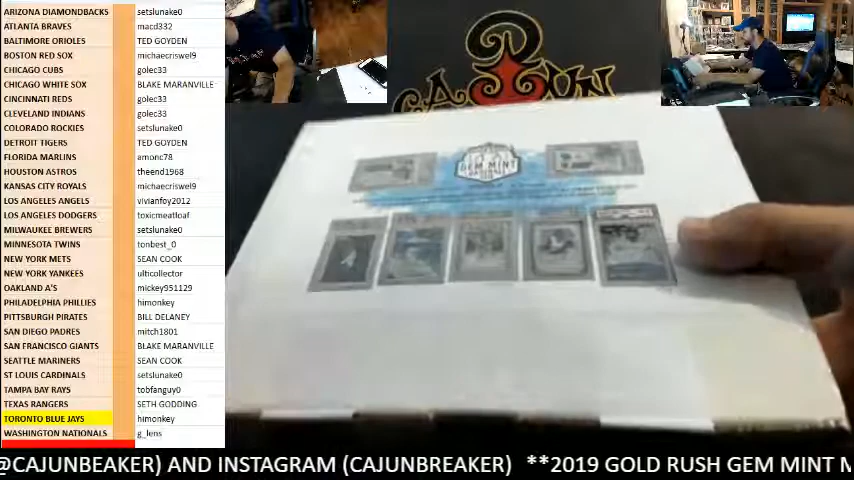 ARIZONA DIAMONDBACKS setslunake0
ATLANTA BRAVES macd332
BALTIMORE ORIOLES TED GOYDEN
BOSTON RED SOX michaecriswel9
CHICAGO CUBS golec33
CHICAGO WHITE SOX BLAKE MARANVILLE
CINCINNATI REDS golec33
CLEVELAND INDIANS golec33
COLORADO ROCKIES setslunake0
DETROIT TIGERS TED GOYDEN
FLORIDA MARLINS amonc78
HOUSTON ASTROS theend1968
KANSAS CITY ROYALS michaecriswel9
LOS ANGELES ANGELS vivianfoy2012
LOS ANGELES DODGERS toxicmeatloaf
MILWAUKEE BREWERS setslunake0
MINNESOTA TWINS tonbest_0
NEW YORK METS SEAN COOK
NEW YORK YANKEES ulticollector
OAKLAND A'S mickey951129
PHILADELPHIA PHILLIES himonkey
PITTSBURGH PIRATES BILL DELANEY
SAN DIEGO PADRES mitch1801
SAN FRANCISCO GIANTS BLAKE MARANVILLE
SEATTLE MARINERS SEAN COOK
ST LOUIS CARDINALS setslunake0
TAMPA BAY RAYS tobfanguy0
TEXAS RANGERS SETH GODDING
TORONTO BLUE JAYS himonkey
WASHINGTON NATIONALS g_lens
CAJUN
GEM MINT
@CAJUNBEAKER) AND INSTAGRAM (CAJUNBREAKER) **2019 GOLD RUSH GEM MINT